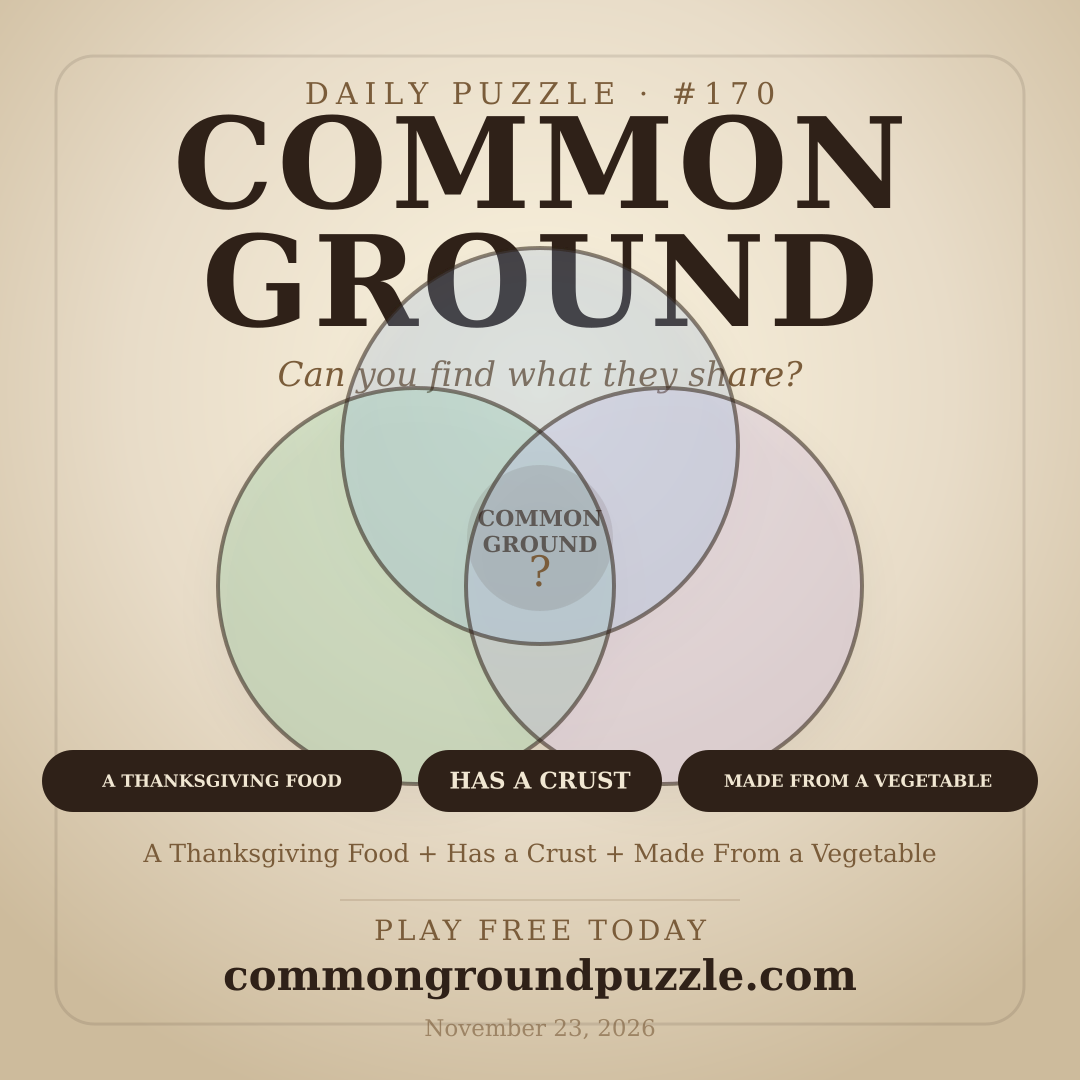 DAILY PUZZLE · #170
COMMON
GROUND
Can you find what they share?
COMMON
GROUND
?
A THANKSGIVING FOOD
HAS A CRUST
MADE FROM A VEGETABLE
A Thanksgiving Food + Has a Crust + Made From a Vegetable
PLAY FREE TODAY
commongroundpuzzle.com
November 23, 2026